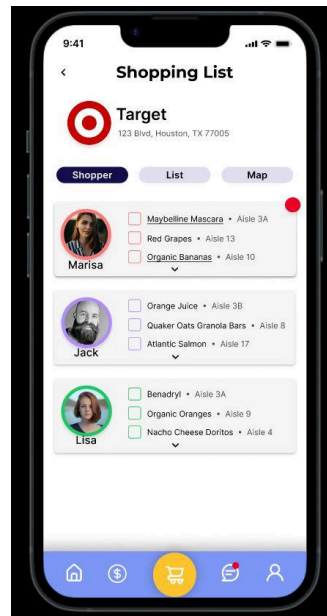 9:41
Shopping List
Target
123 Blvd, Houston, TX 77005
Shopper List Map
Maybelline Mascara • Aisle 3A
Red Grapes • Aisle 13
Organic Bananas • Aisle 10
Marisa
Orange Juice • Aisle 3B
Quaker Oats Granola Bars • Aisle 8
Atlantic Salmon • Aisle 17
Jack
Benadryl • Aisle 3A
Organic Oranges • Aisle 9
Nacho Cheese Doritos • Aisle 4
Lisa